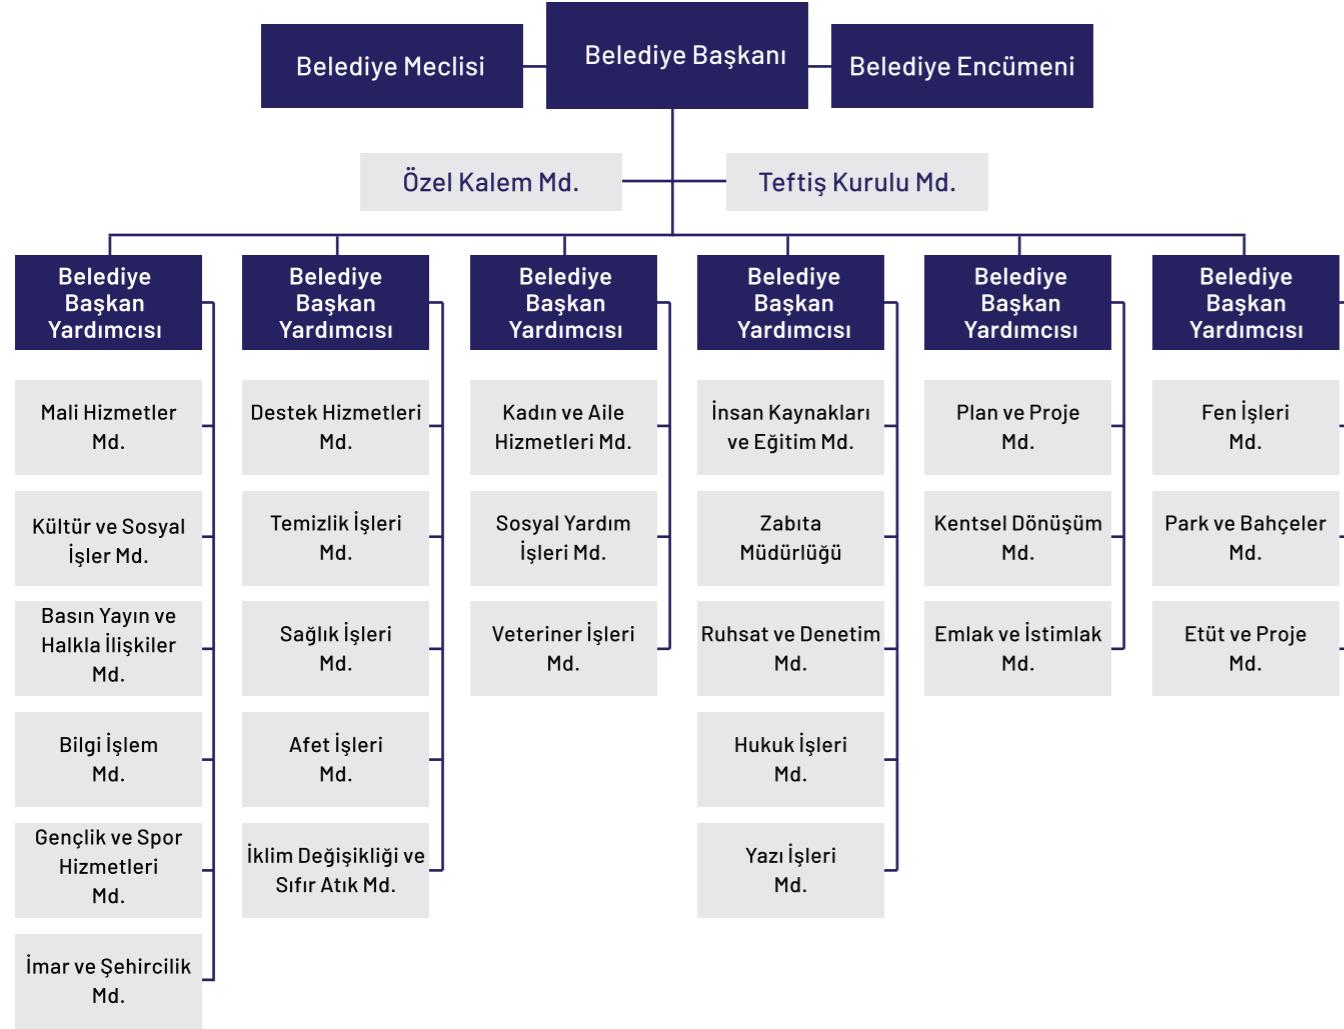 Belediye Meclisi
Belediye Başkanı
Belediye Encümeni
Özel Kalem Md.
Teftiş Kurulu Md.
Belediye
Başkan
Yardımcısı
Mali Hizmetler
Md.
Kültür ve Sosyal
İşler Md.
Basın Yayın ve
Halkla İlişkiler
Md.
Bilgi İşlem
Md.
Gençlik ve Spor
Hizmetleri
Md.
İmar ve Şehircilik
Md.
Belediye
Başkan
Yardımcısı
Destek Hizmetleri
Md.
Temizlik İşleri
Md.
Sağlık İşleri
Md.
Afet İşleri
Md.
İklim Değişikliği ve
Sıfır Atık Md.
Belediye
Başkan
Yardımcısı
Kadın ve Aile
Hizmetleri Md.
Sosyal Yardım
İşleri Md.
Veteriner İşleri
Md.
Belediye
Başkan
Yardımcısı
İnsan Kaynakları
ve Eğitim Md.
Zabıta
Müdürlüğü
Ruhsat ve Denetim
Md.
Hukuk İşleri
Md.
Yazı İşleri
Md.
Belediye
Başkan
Yardımcısı
Plan ve Proje
Md.
Kentsel Dönüşüm
Md.
Emlak ve İstimlak
Md.
Belediye
Başkan
Yardımcısı
Fen İşleri
Md.
Park ve Bahçeler
Md.
Etüt ve Proje
Md.